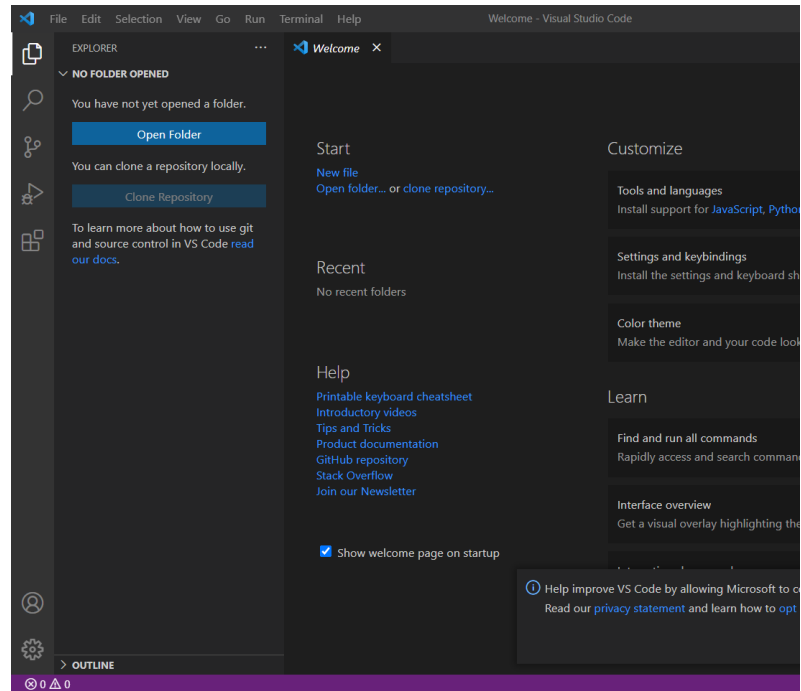 File Edit Selection View Go Run Terminal Help Welcome - Visual Studio Code
EXPLORER
Welcome
NO FOLDER OPENED
You have not yet opened a folder.
Open Folder
You can clone a repository locally.
Clone Repository
To learn more about how to use git
and source control in VS Code read
our docs.
OUTLINE
Start
New file
Open folder... or clone repository...
Recent
No recent folders
Help
Printable keyboard cheatsheet
Introductory videos
Tips and Tricks
Product documentation
GitHub repository
Stack Overflow
Join our Newsletter
Show welcome page on startup
Customize
Tools and languages
Install support for JavaScript, Python
Settings and keybindings
Install the settings and keyboard
Color theme
Make the editor and your code look
Learn
Find and run all commands
Rapidly access and search
Interface overview
Get a visual overlay highlighting the
Help improve VS Code by allowing Microsoft to
Read our privacy statement and learn how to opt
0 0